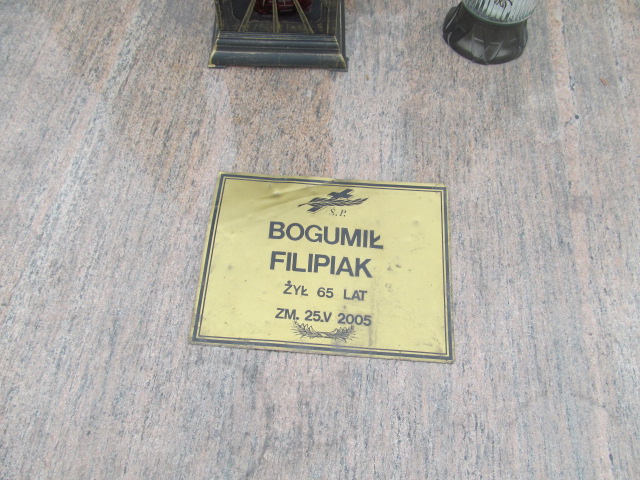 Ś.P.
BOGUMIŁ
FILIPIAK
ŻYŁ 65 LAT
ZM. 25.V 2005